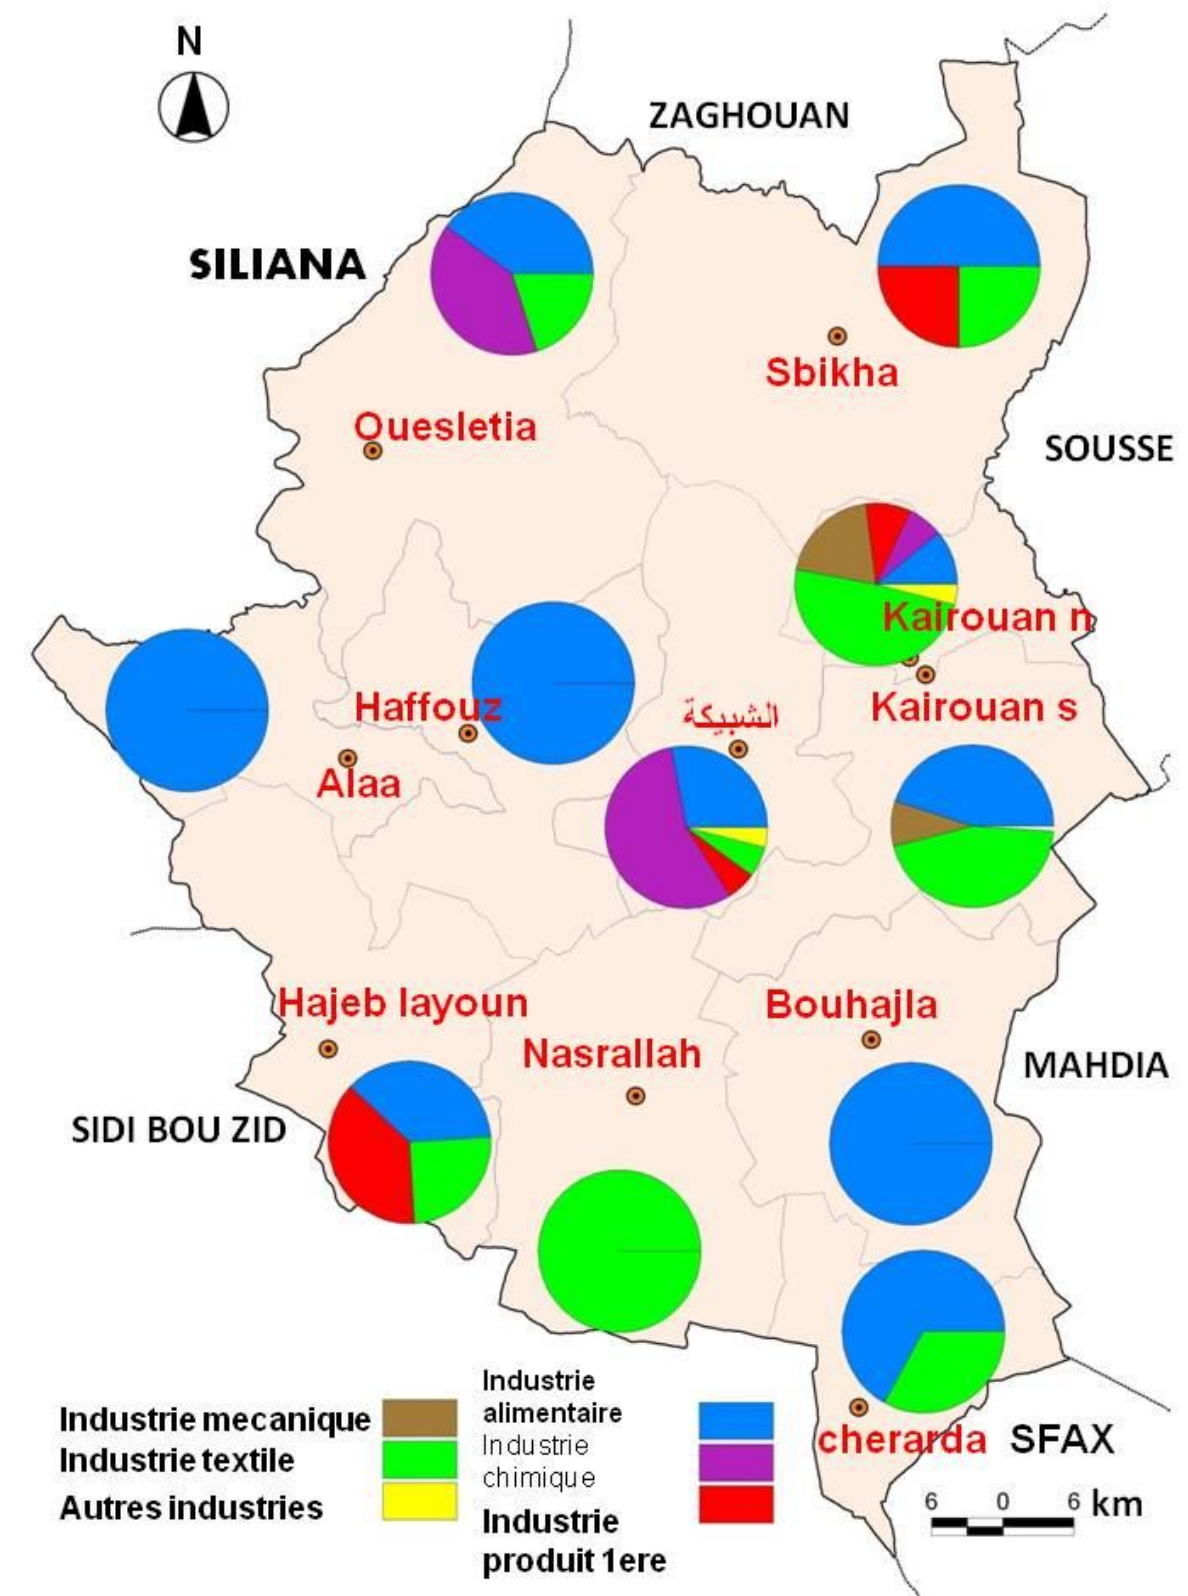 N
ZAGHOUAN
SILIANA
Sbikha
Ouesletia
SOUSSE
Kairouan n
Haffouz
الشبيكة
Kairouan s
Alaa
Hajeb layoun
Bouhajla
Nasrallah
MAHDIA
SIDI BOU ZID
cherarda
SFAX
Industrie mecanique
Industrie textile
Autres industries
Industrie
alimentaire
Industrie
chimique
Industrie
produit 1ere
6 0 6 km